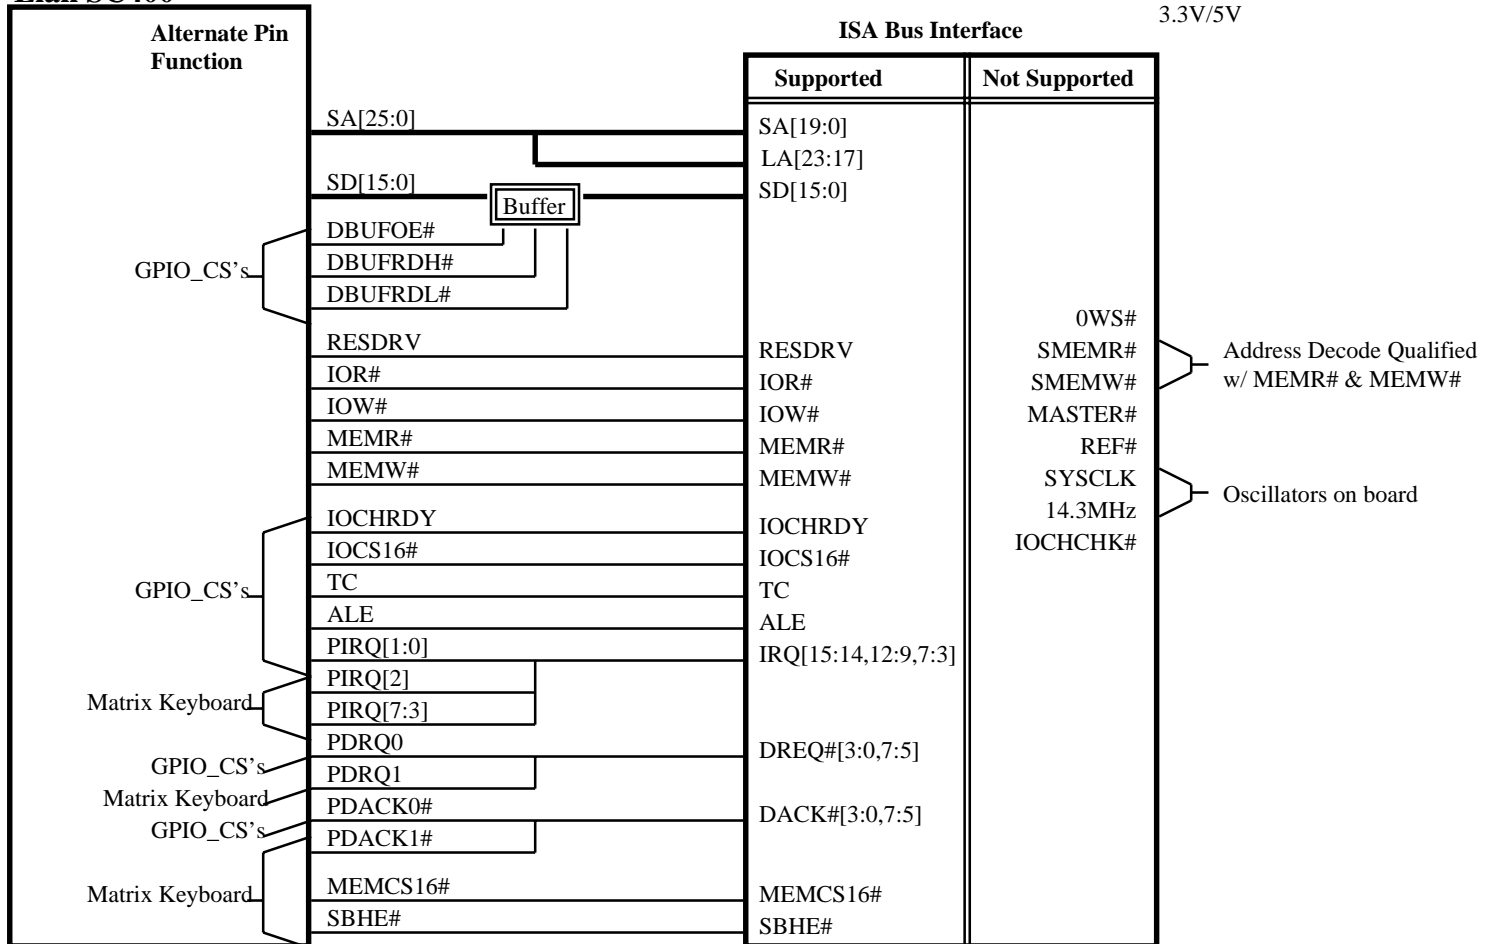 3.3V/5V
Alternate Pin
Function
ISA Bus Interface
Supported
Not Supported
SA[25:0]
SA[19:0]
LA[23:17]
SD[15:0]
SD[15:0]
Buffer
DBUFOE#
DBUFRDH#
DBUFRDL#
GPIO_CS's
0WS#
RESDRV
RESDRV
SMEMR#
IOR#
IOR#
SMEMW#
Address Decode Qualified
w/ MEMR# & MEMW#
IOW#
IOW#
MASTER#
MEMR#
MEMR#
REF#
MEMW#
MEMW#
SYSCLK
14.3MHz
Oscillators on board
IOCHRDY
IOCHRDY
IOCHCHK#
IOCS16#
IOCS16#
GPIO_CS's
TC
TC
ALE
ALE
PIRQ[1:0]
IRQ[15:14,12:9,7:3]
PIRQ[2]
Matrix Keyboard
PIRQ[7:3]
PDRQ0
DREQ#[3:0,7:5]
GPIO_CS's
PDRQ1
Matrix Keyboard
PDACK0#
DACK#[3:0,7:5]
GPIO_CS's
PDACK1#
Matrix Keyboard
MEMCS16#
MEMCS16#
SBHE#
SBHE#